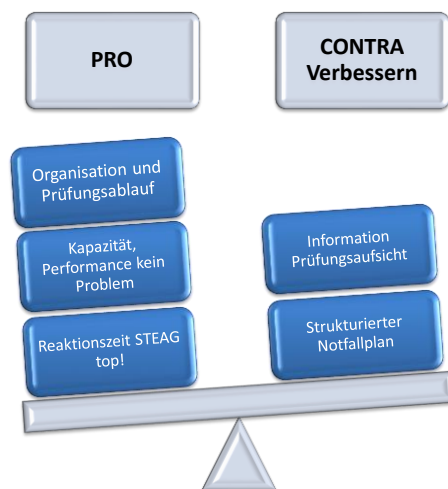 PRO
CONTRA
Verbessern
Organisation und
Prüfungsablauf
Kapazität,
Performance kein
Problem
Reaktionszeit STEAG
top!
Information
Prüfungsaufsicht
Strukturierter
Notfallplan